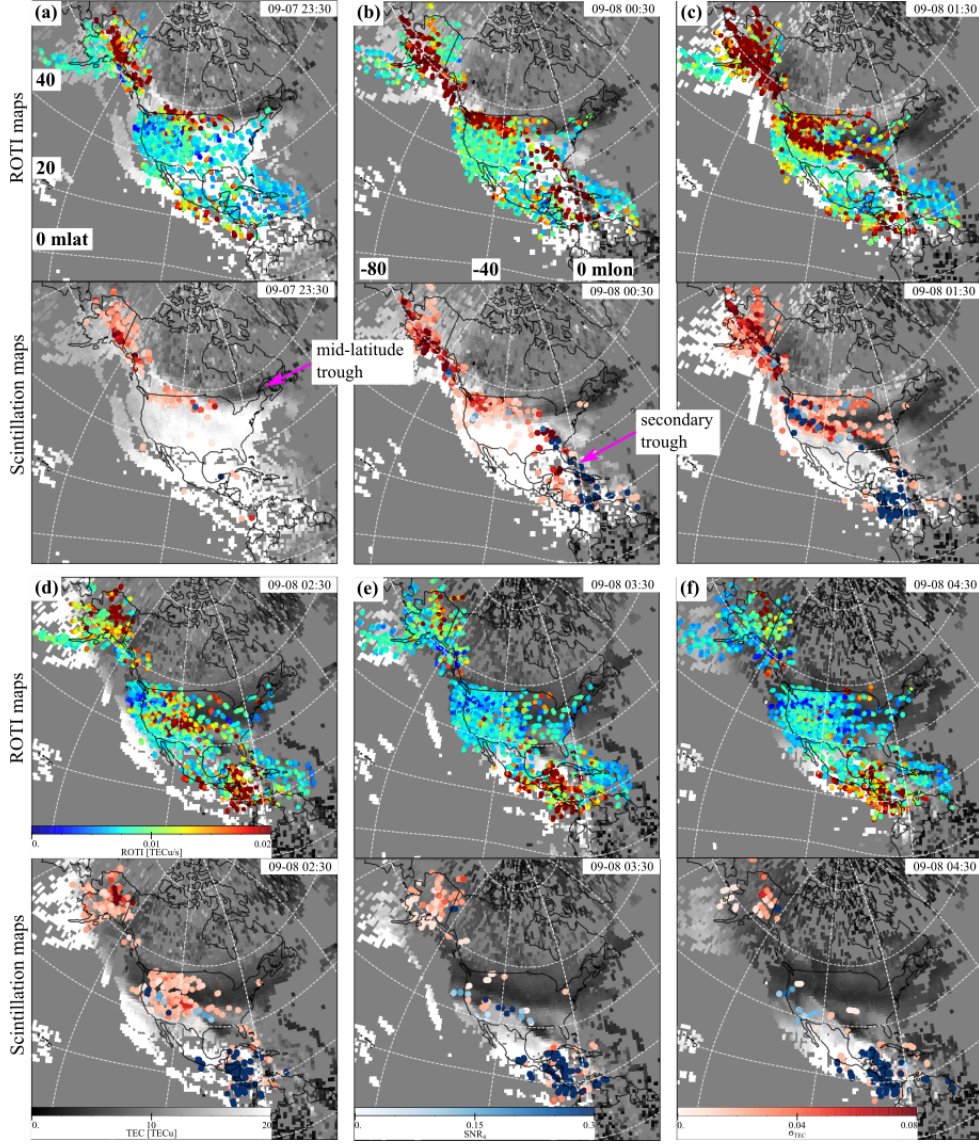 (a)
09-07 23:30
(b)
09-08 00:30
(c)
09-08 01:30
ROTI maps
40
20
0 mlat
-80
-40
0 mlon
Scintillation maps
09-07 23:30
09-08 00:30
09-08 01:30
mid-latitude
trough
secondary
trough
(d)
09-08 02:30
(e)
09-08 03:30
(f)
09-08 04:30
ROTI maps
0.
0.01
0.02
ROTI [TECu/s]
Scintillation maps
09-08 02:30
09-08 03:30
09-08 04:30
0.
10
20
TEC [TECu]
0.
0.15
0.3
SNR₄
0.
0.04
0.08
σTEC